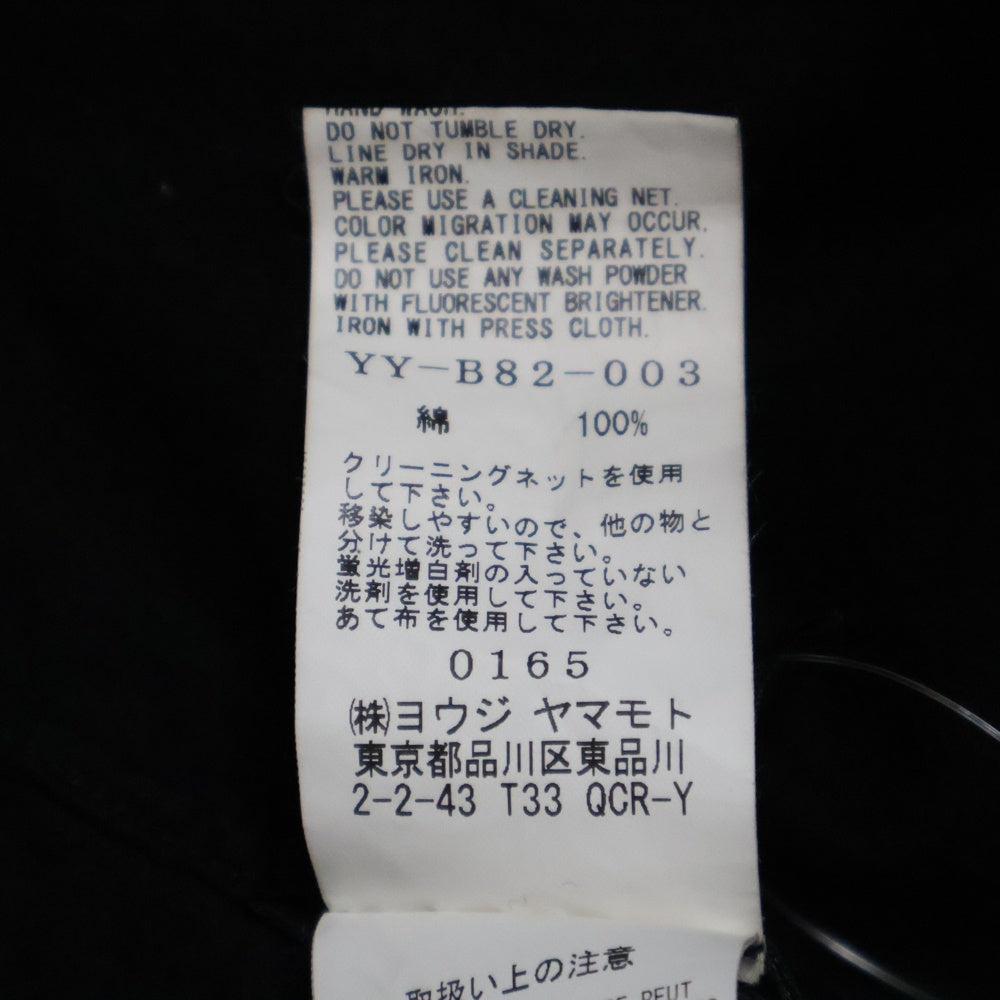 HAND WASH.
DO NOT TUMBLE DRY.
LINE DRY IN SHADE.
WARM IRON.
PLEASE USE A CLEANING NET.
COLOR MIGRATION MAY OCCUR.
PLEASE CLEAN SEPARATELY.
DO NOT USE ANY WASH POWDER
WITH FLUORESCENT BRIGHTENER.
IRON WITH PRESS CLOTH.
YY-B82-003
綿 100%
クリーニングネットを使用
して下さい。
移染しやすいので、他の物と
分けて洗って下さい。
蛍光増白剤の入っていない
洗剤を使用して下さい。
あて布を使用して下さい。
0165
㈱ヨウジ ヤマモト
東京都品川区東品川
2-2-43 T33 QCR-Y
取扱い上の注意
PEUT